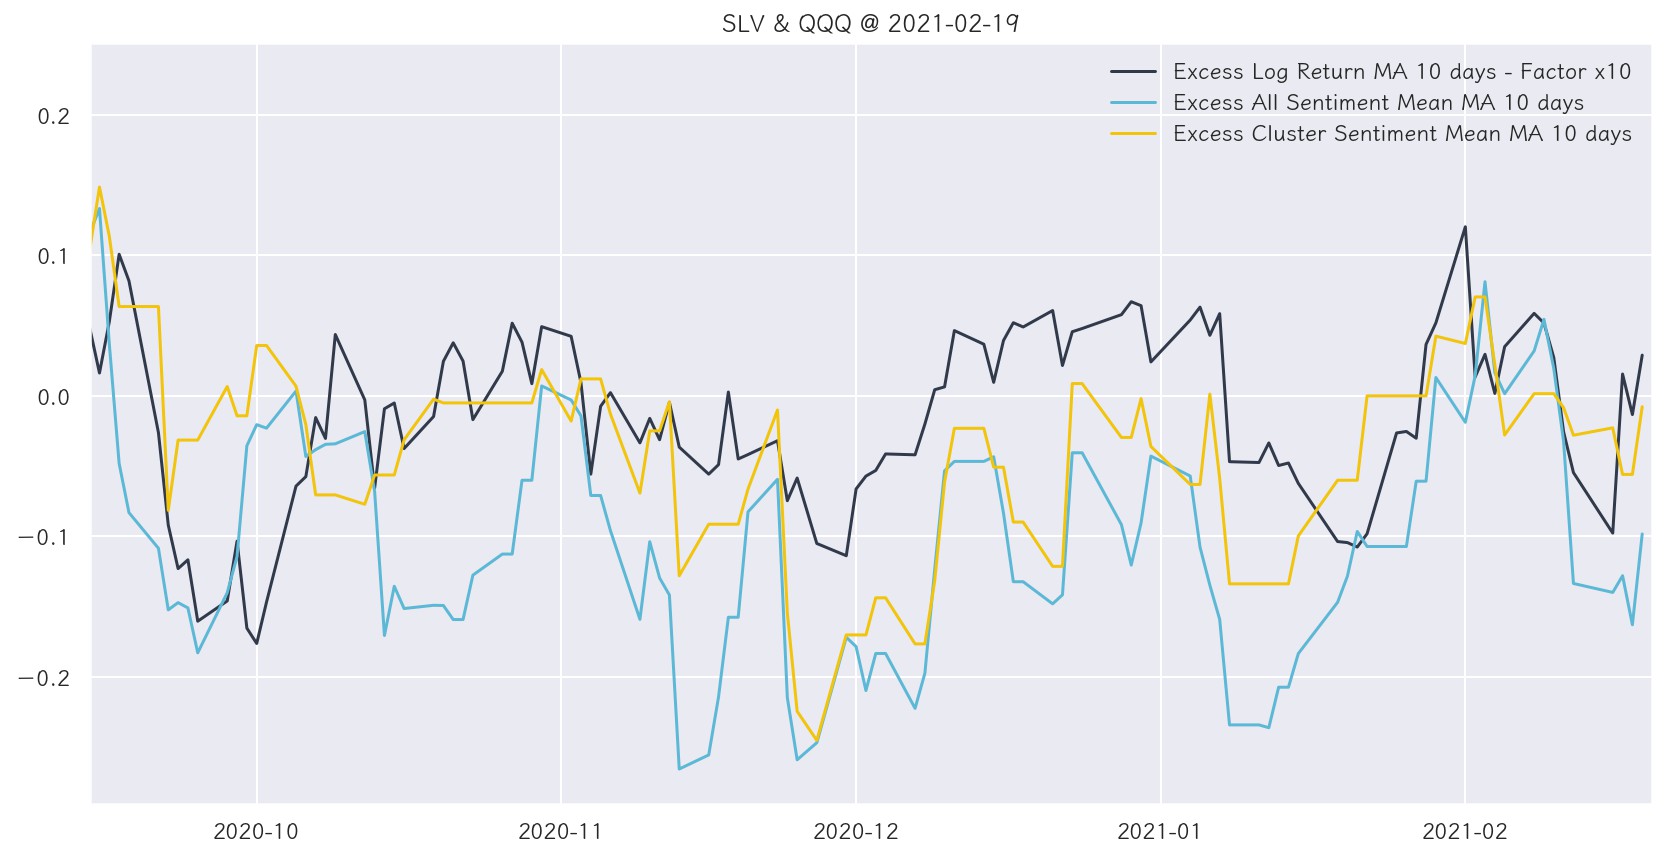 SLV & QQQ @ 2021-02-19
Excess Log Return MA 10 days - Factor x10
Excess All Sentiment Mean MA 10 days
Excess Cluster Sentiment Mean MA 10 days
0.2
0.1
0.0
−0.1
−0.2
2020-10 2020-11 2020-12 2021-01 2021-02